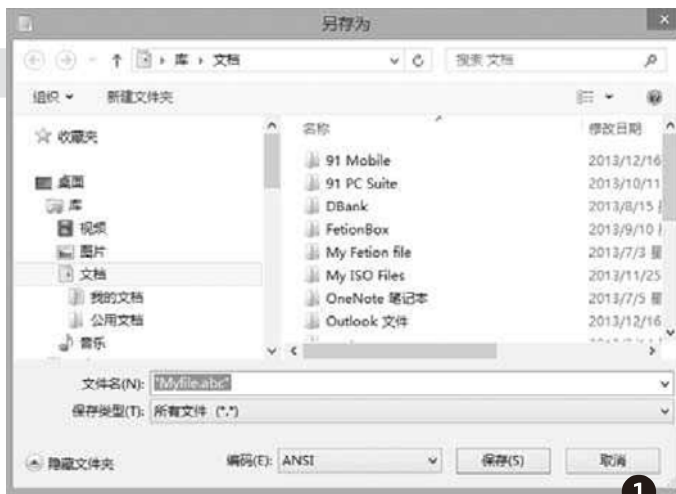 另存为
库 文档
搜索 文档
组织 新建文件夹
收藏夹
桌面
库
视频
图片
文档
我的文档
公用文档
音乐
名称 修改日期
91 Mobile 2013/12/16
91 PC Suite 2013/10/11
DBank 2013/8/15
FetionBox 2013/9/10
My Fetion file 2013/7/3 星
My ISO Files 2013/11/25
OneNote 笔记本 2013/7/5 星
Outlook 文件 2013/12/16
文件名(N): "Myfile.abc"
保存类型(T): 所有文件 (*.*)
隐藏文件夹 编码(E): ANSI 保存(S) 取消
1